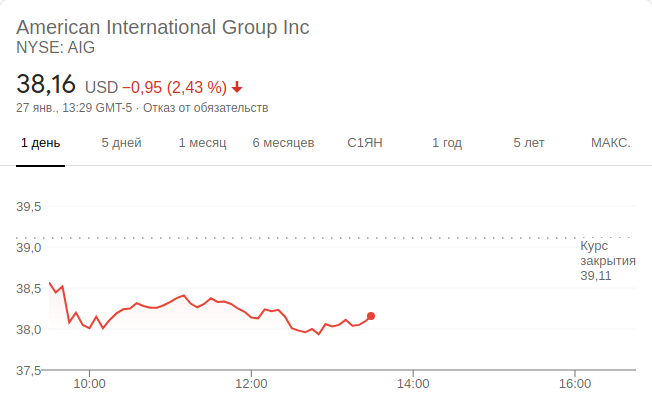 American International Group Inc
NYSE: AIG
38,16 USD −0,95 (2,43 %)
27 янв., 13:29 GMT-5 · Отказ от обязательств
1 день 5 дней 1 месяц 6 месяцев С1ЯН 1 год 5 лет МАКС.
39,5
39,0
Курс
закрытия
39,11
38,5
38,0
37,5
10:00 12:00 14:00 16:00